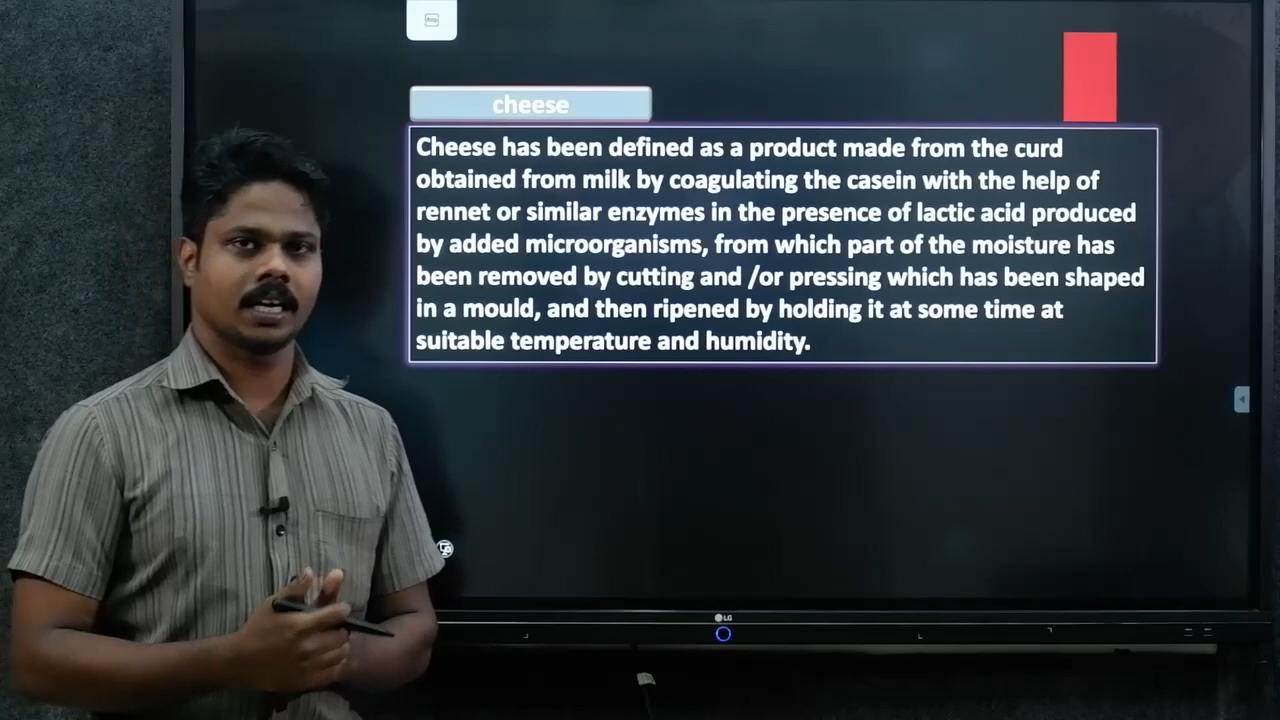 cheese
Cheese has been defined as a product made from the curd
obtained from milk by coagulating the casein with the help of
rennet or similar enzymes in the presence of lactic acid produced
by added microorganisms, from which part of the moisture has
been removed by cutting and /or pressing which has been shaped
in a mould, and then ripened by holding it at some time at
suitable temperature and humidity.
LG